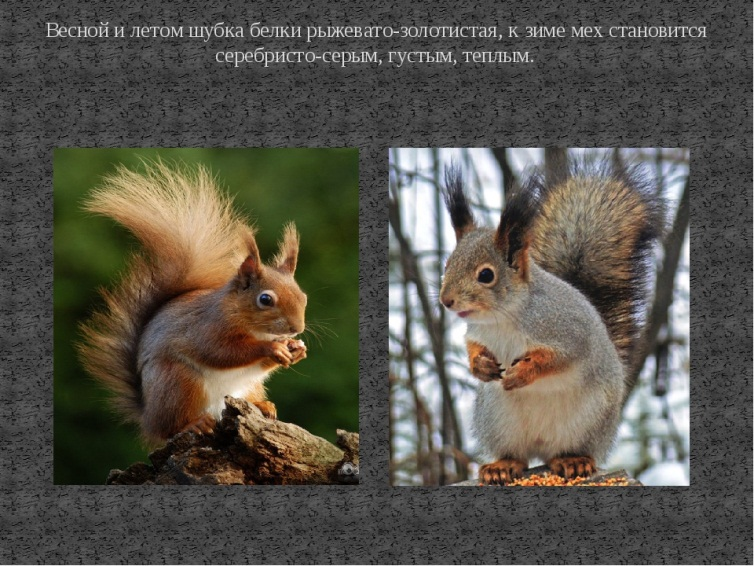 Весной и летом шубка белки рыжевато-золотистая, к зиме мех становится
серебристо-серым, густым, теплым.